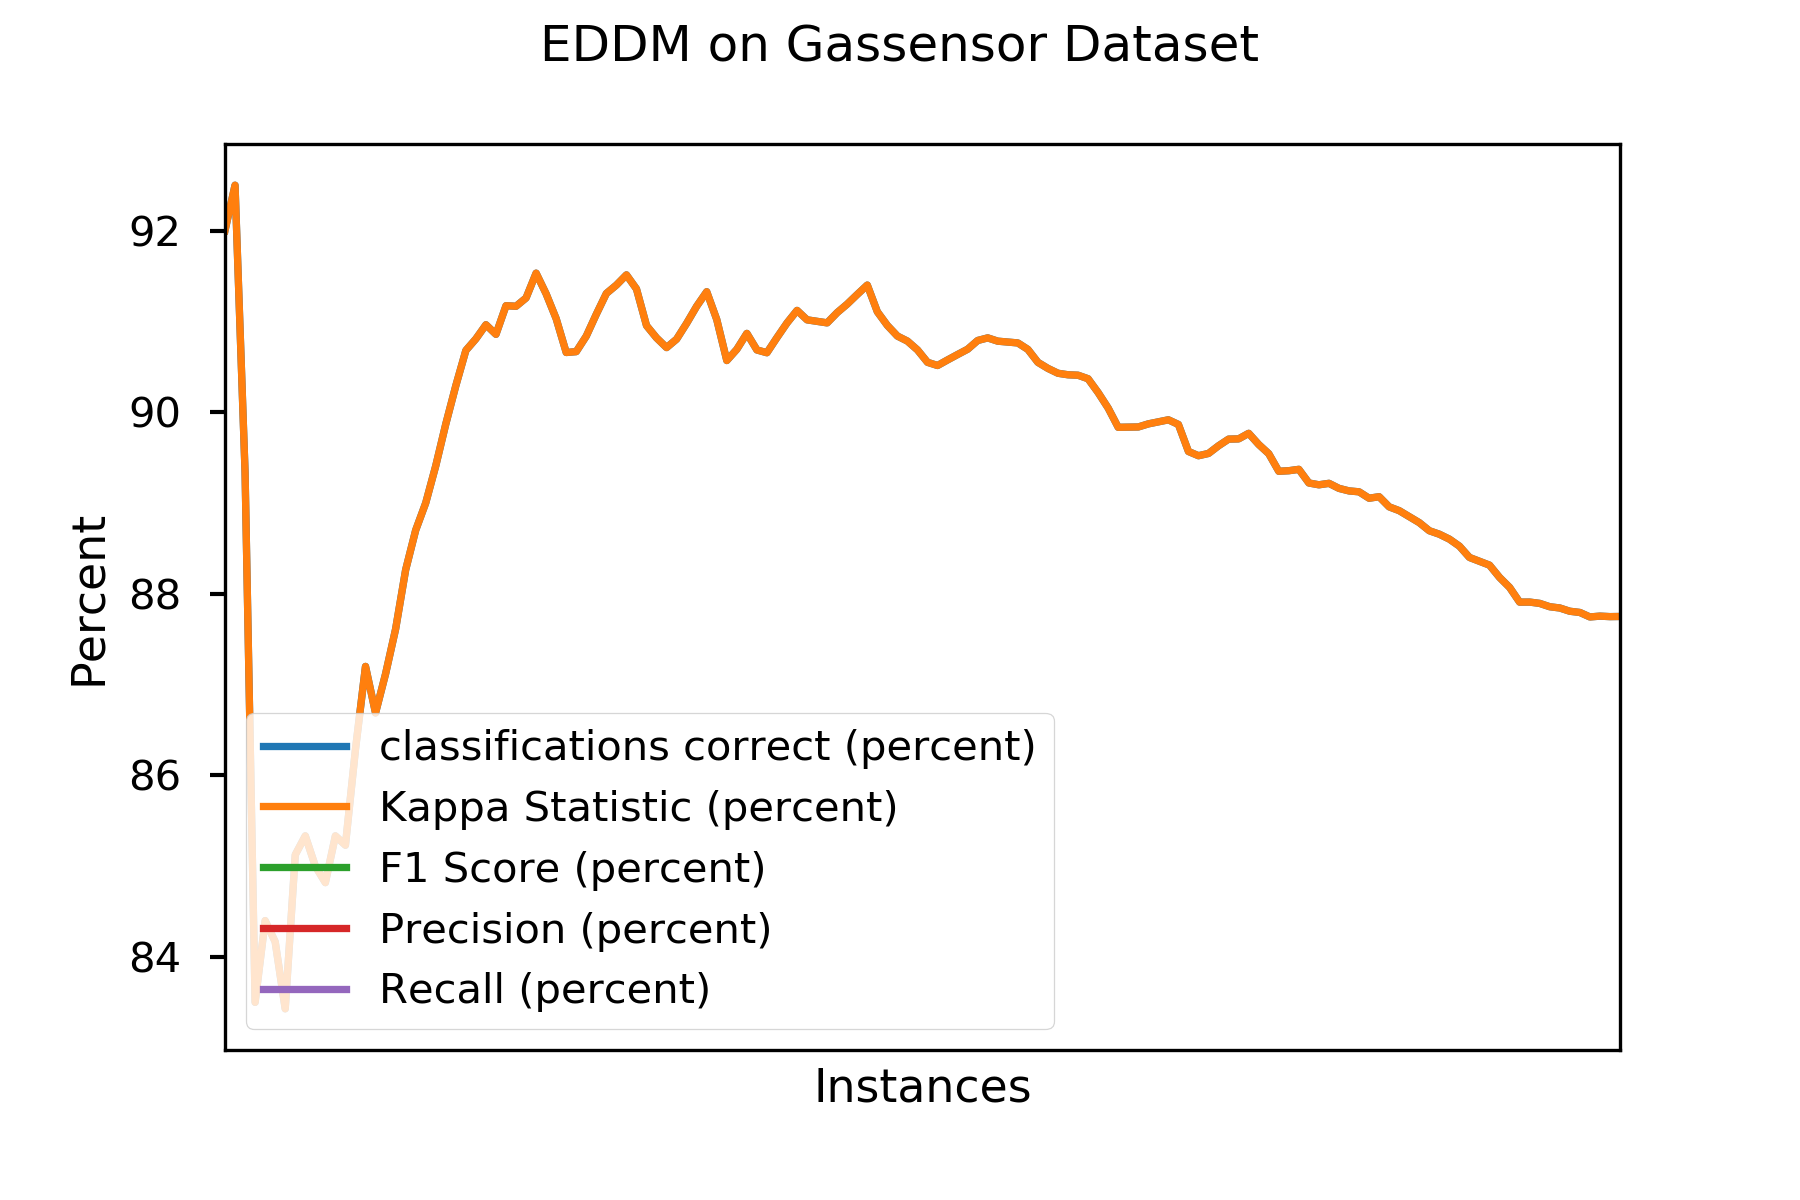 EDDM on Gassensor Dataset
92
90
88
86
84
Percent
classifications correct (percent)
Kappa Statistic (percent)
F1 Score (percent)
Precision (percent)
Recall (percent)
Instances